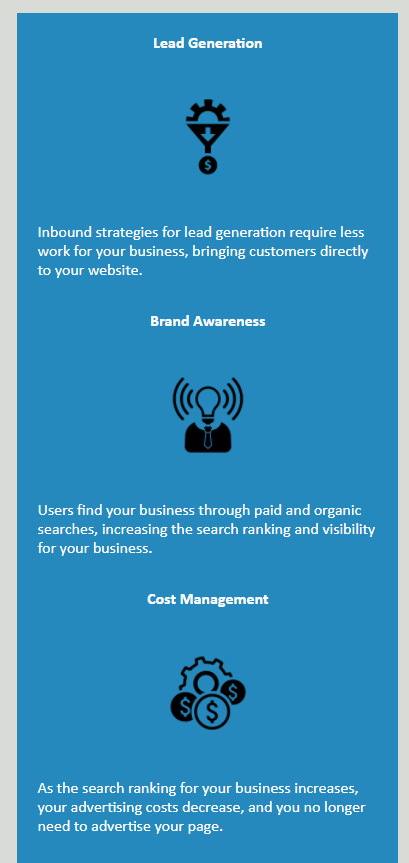 Lead Generation
$
Inbound strategies for lead generation require less
work for your business, bringing customers directly
to your website.
Brand Awareness
Users find your business through paid and organic
searches, increasing the search ranking and visibility
for your business.
Cost Management
$ $ $
As the search ranking for your business increases,
your advertising costs decrease, and you no longer
need to advertise your page.